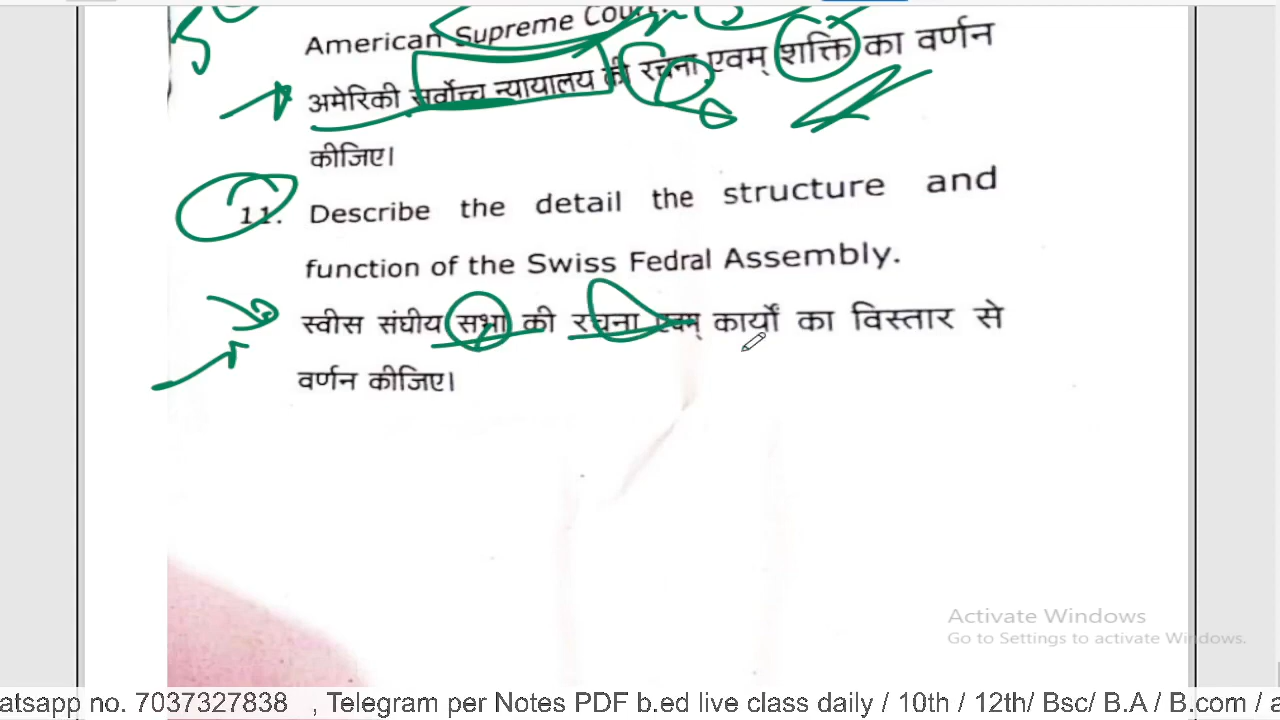 American Supreme Court.
अमेरिकी सर्वोच्च न्यायालय की रचना एवम् शक्ति का वर्णन
कीजिए।
11. Describe the detail the structure and
function of the Swiss Fedral Assembly.
स्वीस संघीय सभा की रचना एवम् कार्यों का विस्तार से
वर्णन कीजिए।
Activate Windows
Go to Settings to activate Windows.
atsapp no. 7037327838 , Telegram per Notes PDF b.ed live class daily / 10th / 12th/ Bsc/ B.A / B.com / a